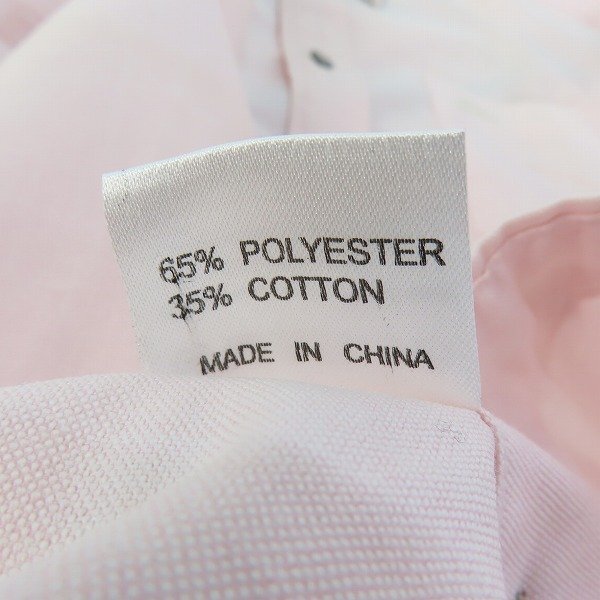 65% POLYESTER
35% COTTON
MADE IN CHINA